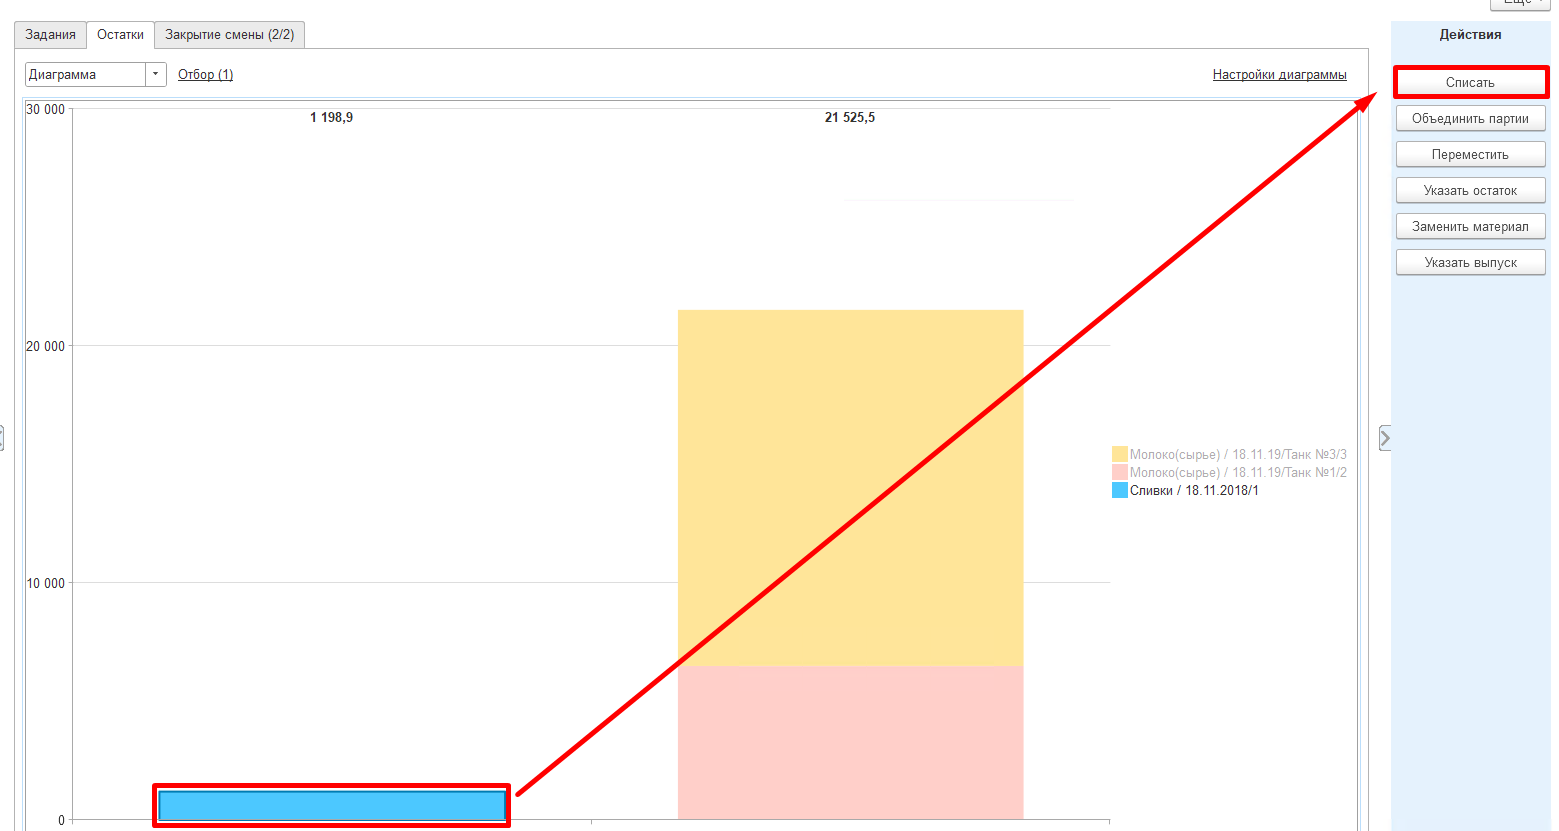 Еще
Задания
Остатки
Закрытие смены (2/2)
Диаграмма
Отбор (1)
Настройки диаграммы
30 000
1 198,9
21 525,5
20 000
10 000
0
Молоко(сырье) / 18.11.19/Танк №3/3
Молоко(сырье) / 18.11.19/Танк №1/2
Сливки / 18.11.2018/1
Действия
Списать
Объединить партии
Переместить
Указать остаток
Заменить материал
Указать выпуск